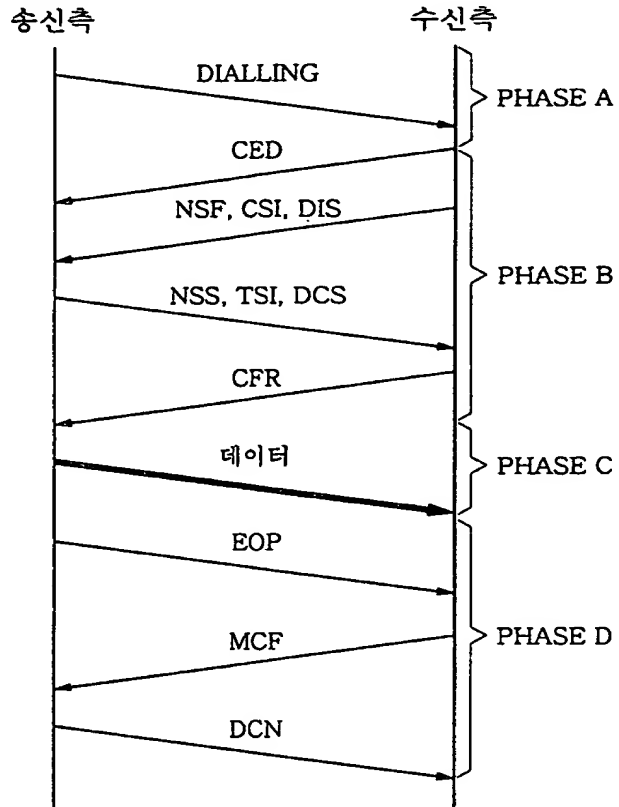 송신측 수신측
DIALLING
PHASE A
CED
NSF, CSI, DIS
PHASE B
NSS, TSI, DCS
CFR
데이터
PHASE C
EOP
MCF
PHASE D
DCN